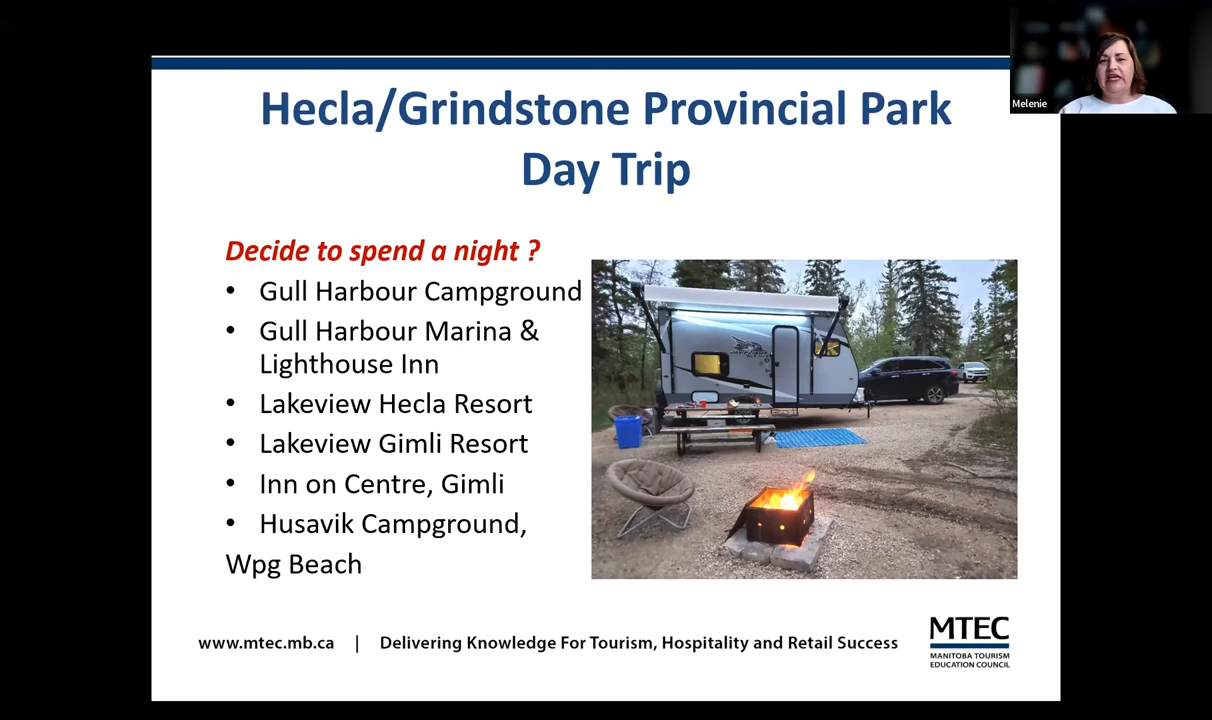 Melenie
Hecla/Grindstone Provincial Park
Day Trip
Decide to spend a night ?
• Gull Harbour Campground
• Gull Harbour Marina &
Lighthouse Inn
• Lakeview Hecla Resort
• Lakeview Gimli Resort
• Inn on Centre, Gimli
• Husavik Campground,
Wpg Beach
www.mtec.mb.ca | Delivering Knowledge For Tourism, Hospitality and Retail Success
MTEC
MANITOBA TOURISM
EDUCATION COUNCIL